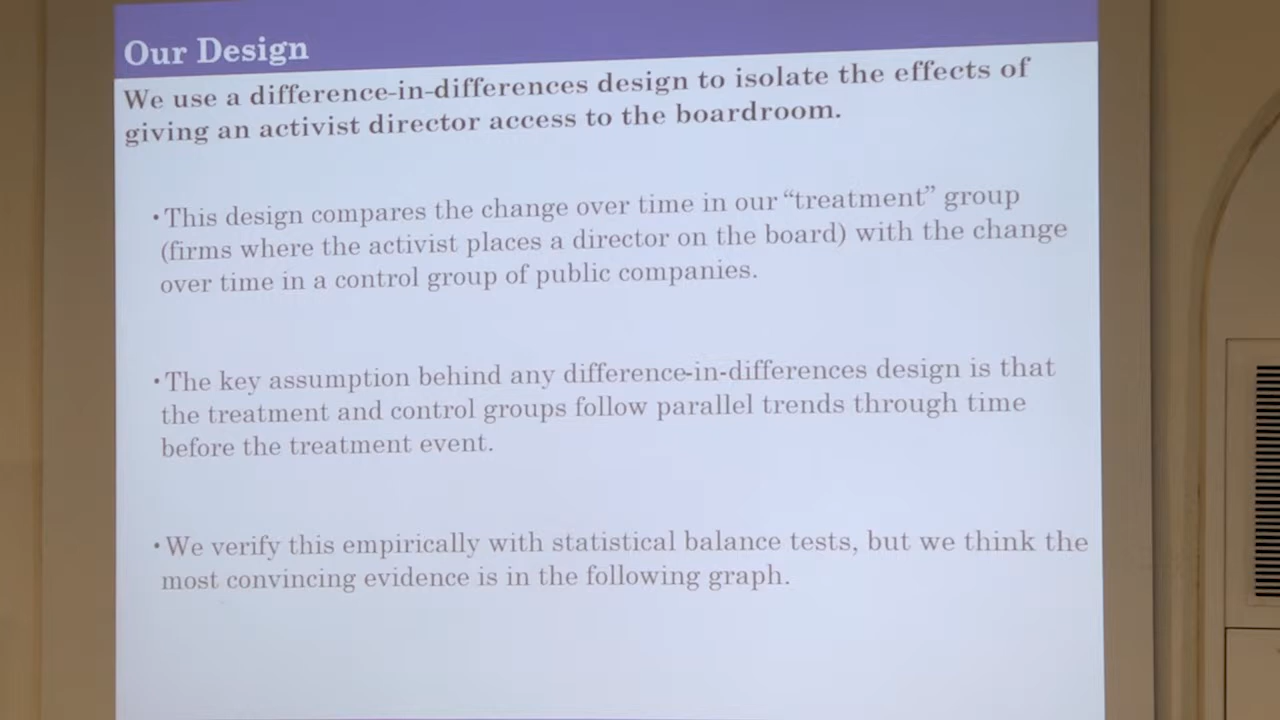 Our Design
We use a difference-in-differences design to isolate the effects of
giving an activist director access to the boardroom.
•This design compares the change over time in our “treatment” group
(firms where the activist places a director on the board) with the change
over time in a control group of public companies.
•The key assumption behind any difference-in-differences design is that
the treatment and control groups follow parallel trends through time
before the treatment event.
•We verify this empirically with statistical balance tests, but we think the
most convincing evidence is in the following graph.